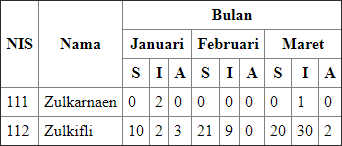 NIS Nama Bulan
Januari Februari Maret
S I A S I A S I A
111 Zulkarnaen 0 2 0 0 0 0 0 1 0
112 Zulkifli 10 2 3 21 9 0 20 30 2